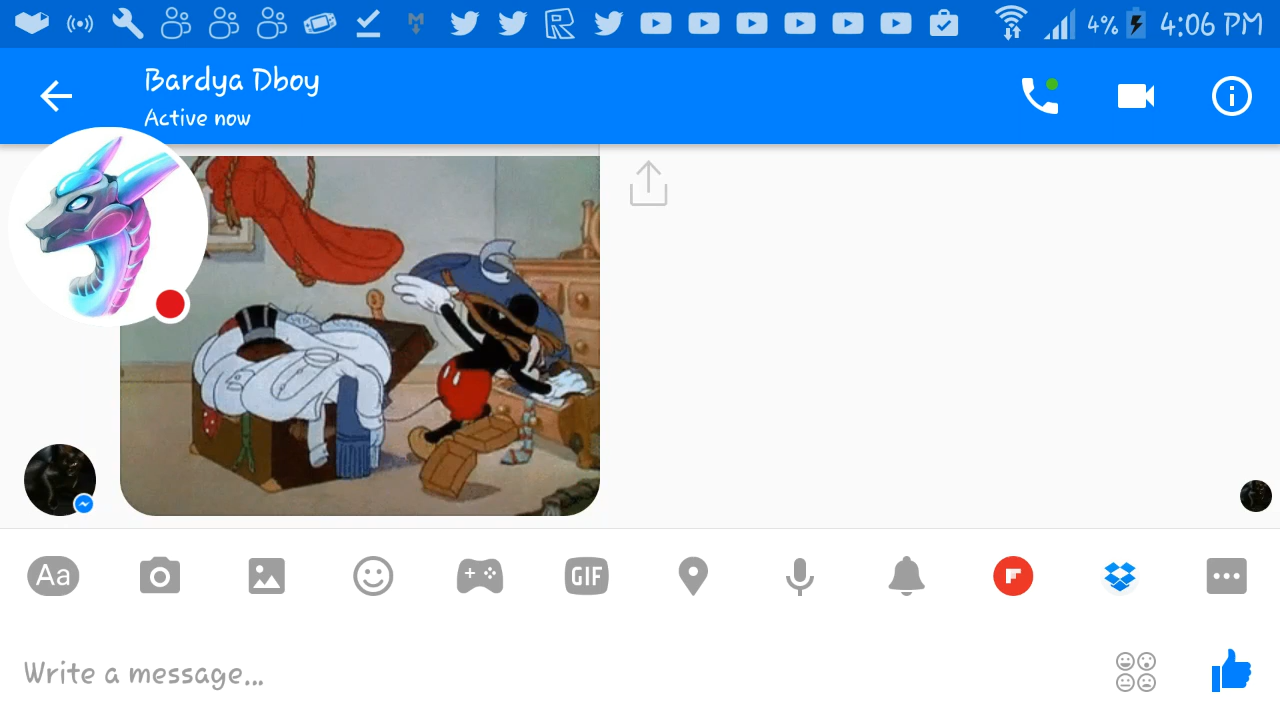 4% 4:06 PM
Bardya Dboy
Active now
Aa
GIF
Write a message...